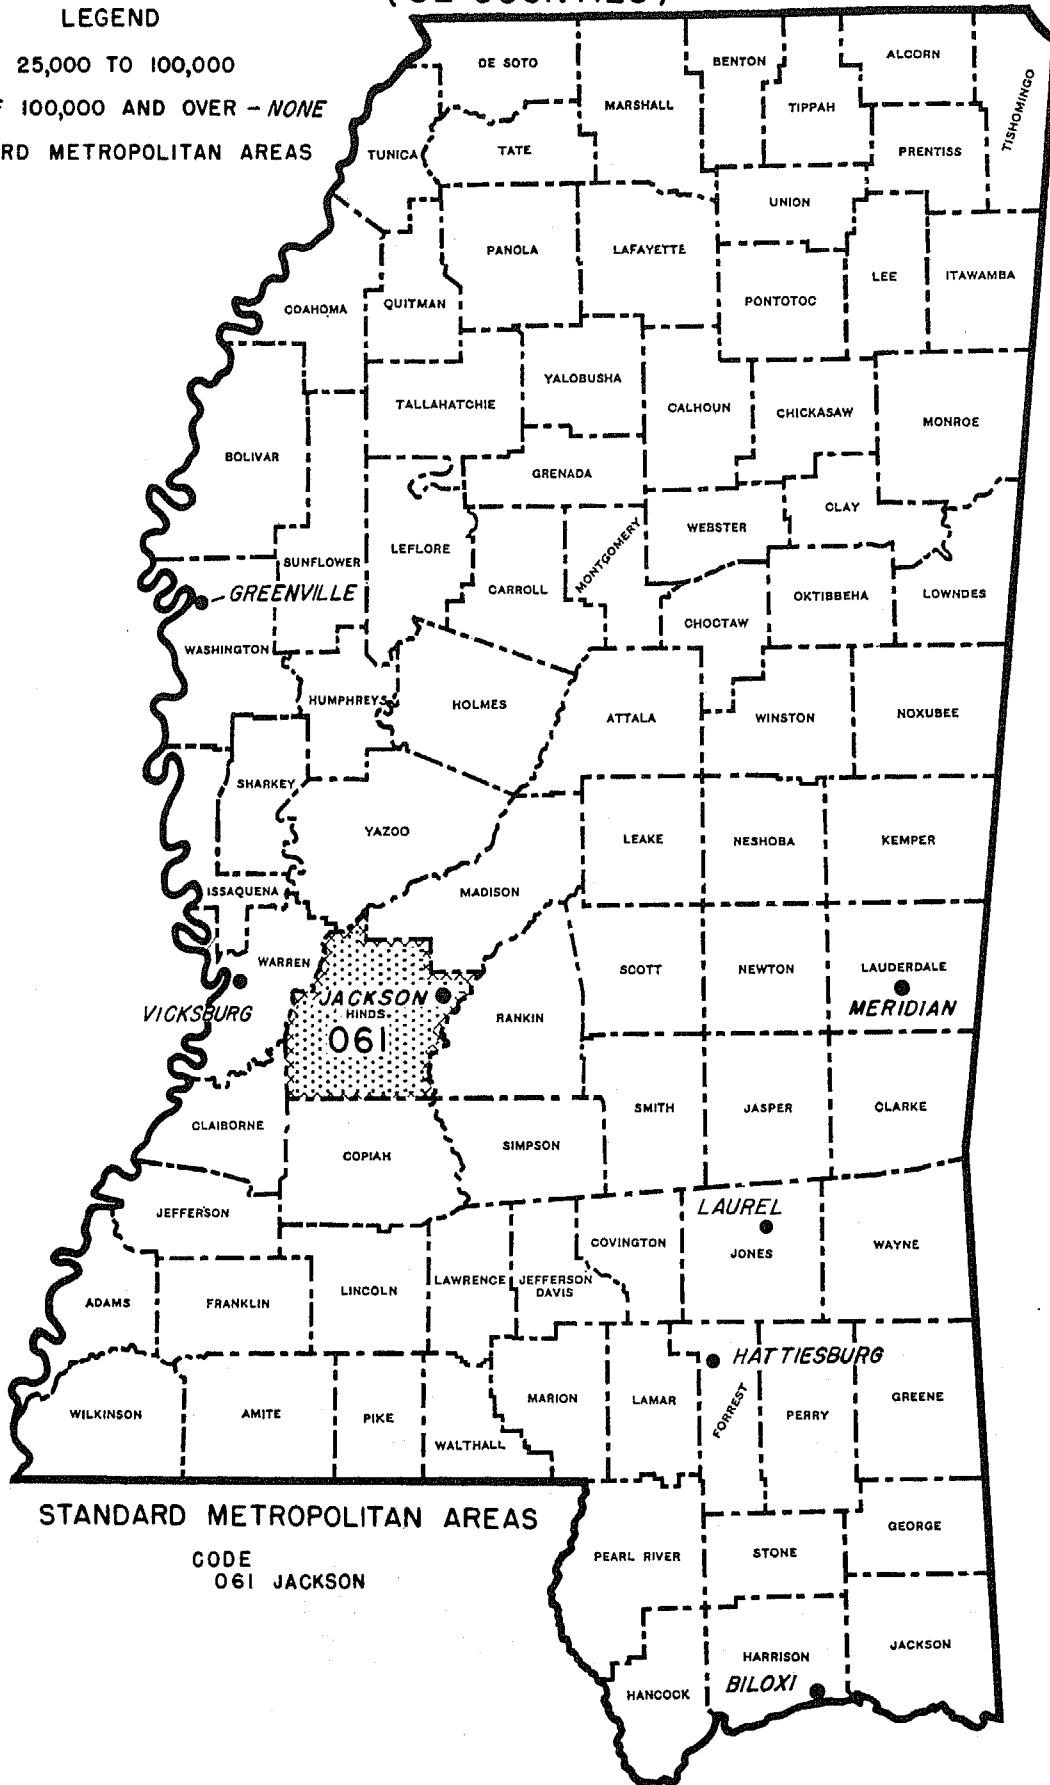 LEGEND
25,000 TO 100,000
100,000 AND OVER - NONE
METROPOLITAN AREAS
DE SOTO
BENTON
ALCORN
MARSHALL
TIPPAH
TISHOMINGO
TUNICA
TATE
PRENTISS
UNION
PANOLA
LAFAYETTE
LEE
ITAWAMBA
COAHOMA
QUITMAN
PONTOTOC
YALOBUSHA
TALLAHATCHIE
CALHOUN
CHICKASAW
MONROE
BOLIVAR
GRENADA
CLAY
WEBSTER
LEFLORE
MONTGOMERY
SUNFLOWER
CARROLL
GREENVILLE
OKTIBBEHA
LOWNDES
CHOCTAW
WASHINGTON
HUMPHREYS
HOLMES
ATTALA
WINSTON
NOXUBEE
SHARKEY
YAZOO
LEAKE
NESHOBA
KEMPER
ISSAQUENA
MADISON
WARREN
SCOTT
NEWTON
LAUDERDALE
JACKSON
VICKSBURG
HINDS
RANKIN
MERIDIAN
061
SMITH
JASPER
CLARKE
CLAIBORNE
COPIAH
SIMPSON
JEFFERSON
LAUREL
COVINGTON
JONES
WAYNE
LAWRENCE
JEFFERSON
DAVIS
LINCOLN
ADAMS
FRANKLIN
HATTIESBURG
WILKINSON
AMITE
PIKE
MARION
LAMAR
FORREST
PERRY
GREENE
WALTHALL
STANDARD METROPOLITAN AREAS
CODE
061 JACKSON
GEORGE
PEARL RIVER
STONE
JACKSON
HARRISON
HANCOCK
BILOXI